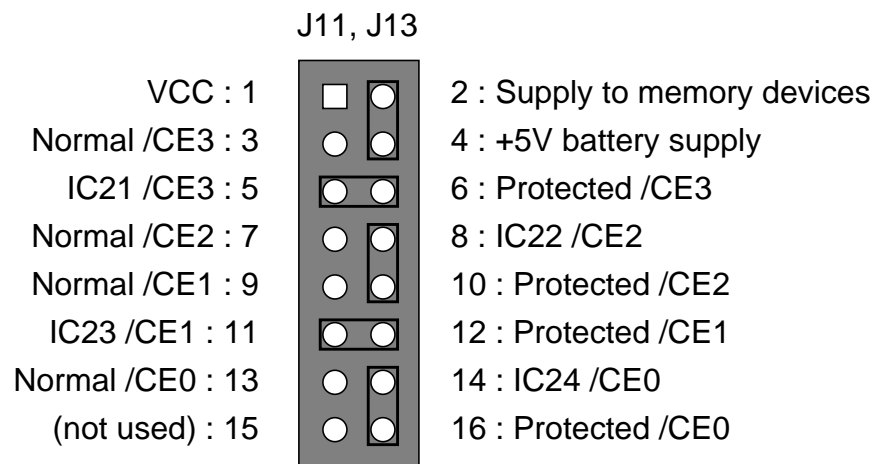 J11, J13
VCC : 1 2 : Supply to memory devices
Normal /CE3 : 3 4 : +5V battery supply
IC21 /CE3 : 5 6 : Protected /CE3
Normal /CE2 : 7 8 : IC22 /CE2
Normal /CE1 : 9 10 : Protected /CE2
IC23 /CE1 : 11 12 : Protected /CE1
Normal /CE0 : 13 14 : IC24 /CE0
(not used) : 15 16 : Protected /CE0